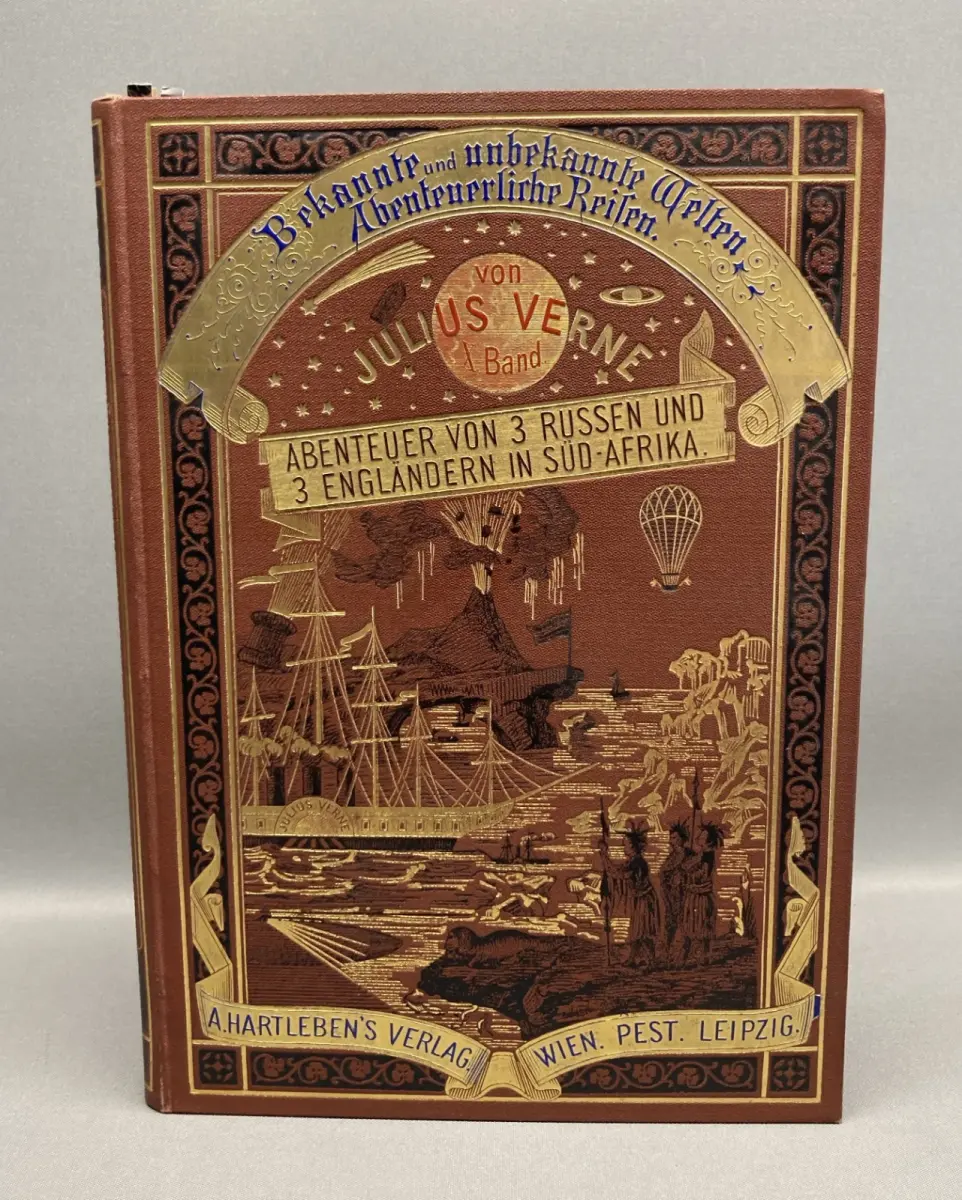 Bekannte und unbekannte Welten.
Abenteuerliche Reisen.
von
JULIUS VERNE
X Band.
ABENTEUER VON 3 RUSSEN UND
3 ENGLÄNDERN IN SÜD-AFRIKA.
JULIUS VERNE
A.HARTLEBEN'S VERLAG.
WIEN. PEST. LEIPZIG.